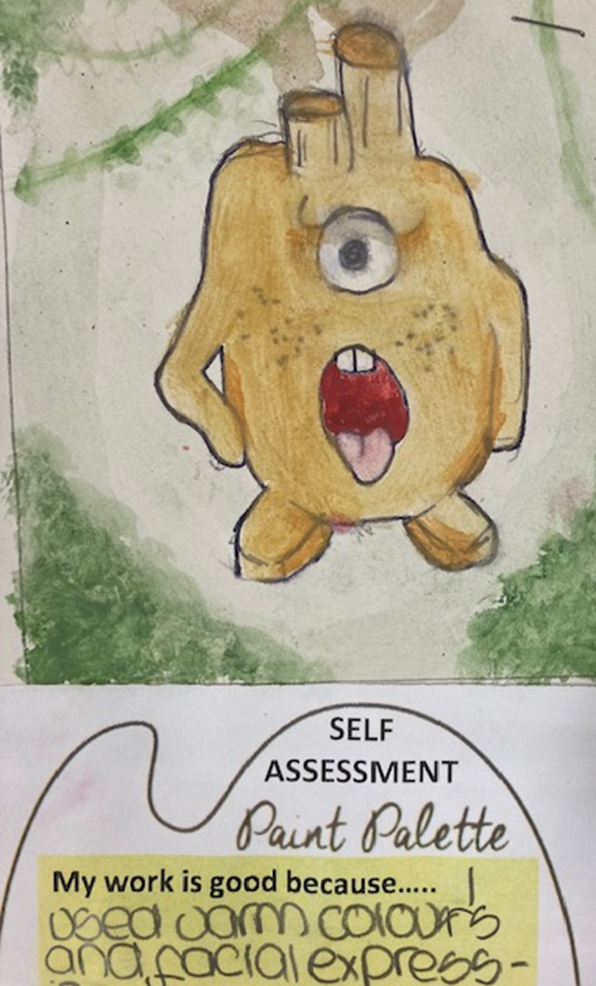 SELF
ASSESSMENT
Paint Palette
My work is good because..... I
used warm colours
and facial express-